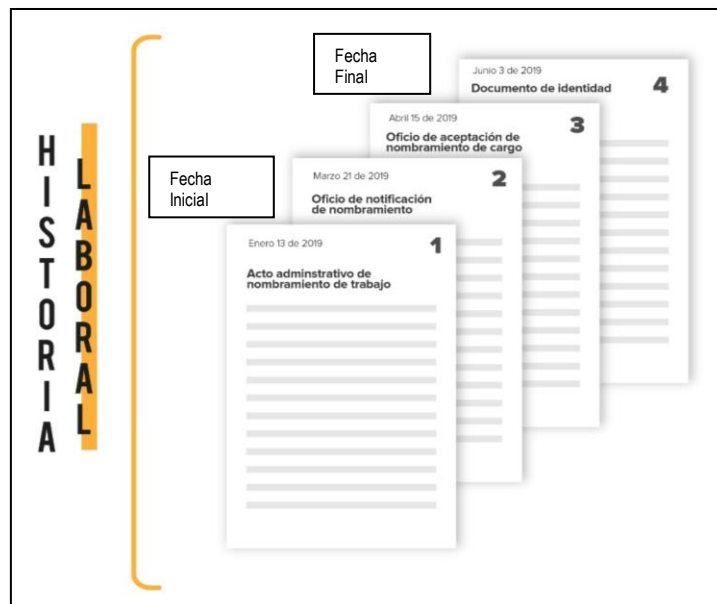 HISTORIA
LABORAL
Fecha
Final
Junio 3 de 2019
4
Documento de identidad
Abril 15 de 2019
3
Oficio de aceptación de
nombramiento de cargo
Fecha
Inicial
Marzo 21 de 2019
2
Oficio de notificación
de nombramiento
Enero 13 de 2019
1
Acto adminstrativo de
nombramiento de trabajo